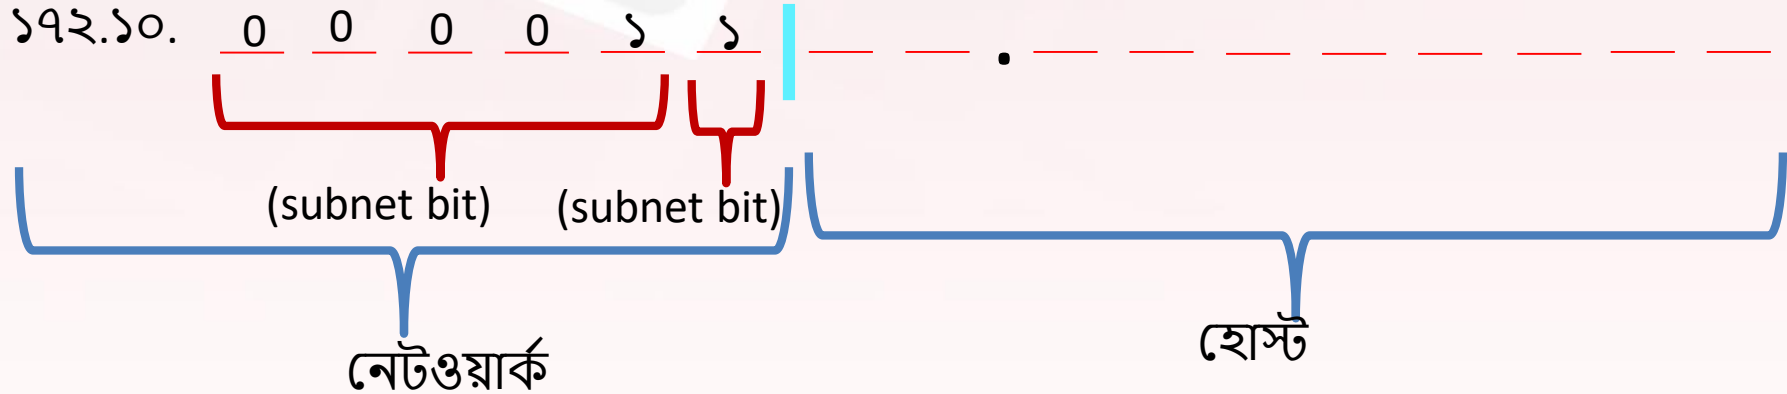 ১৭২.১০. 0 0 0 0 ১ ১ _ _ . _ _ _ _ _ _ _ _
(subnet bit) (subnet bit)
নেটওয়ার্ক হোস্ট